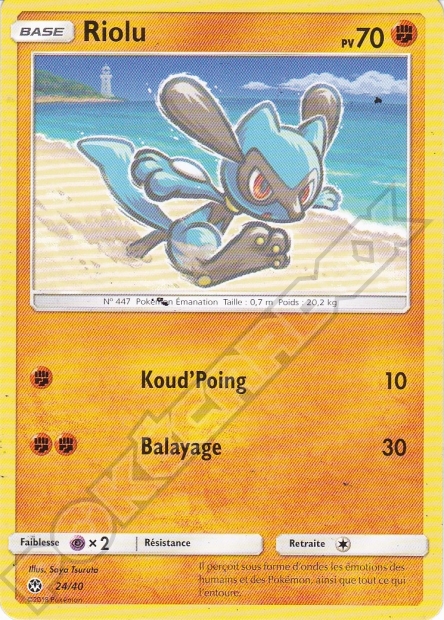 BASE Riolu PV70
N° 447 Pokémon Émanation Taille : 0,7 m Poids : 20,2 kg
Koud'Poing 10
Balayage 30
Faiblesse ×2 Résistance Retraite
Illus. Saya Tsuruta
24/40
Il perçoit sous forme d'ondes les émotions des
humains et des Pokémon, ainsi que tout ce qui
l'entoure.
POKECARDEX